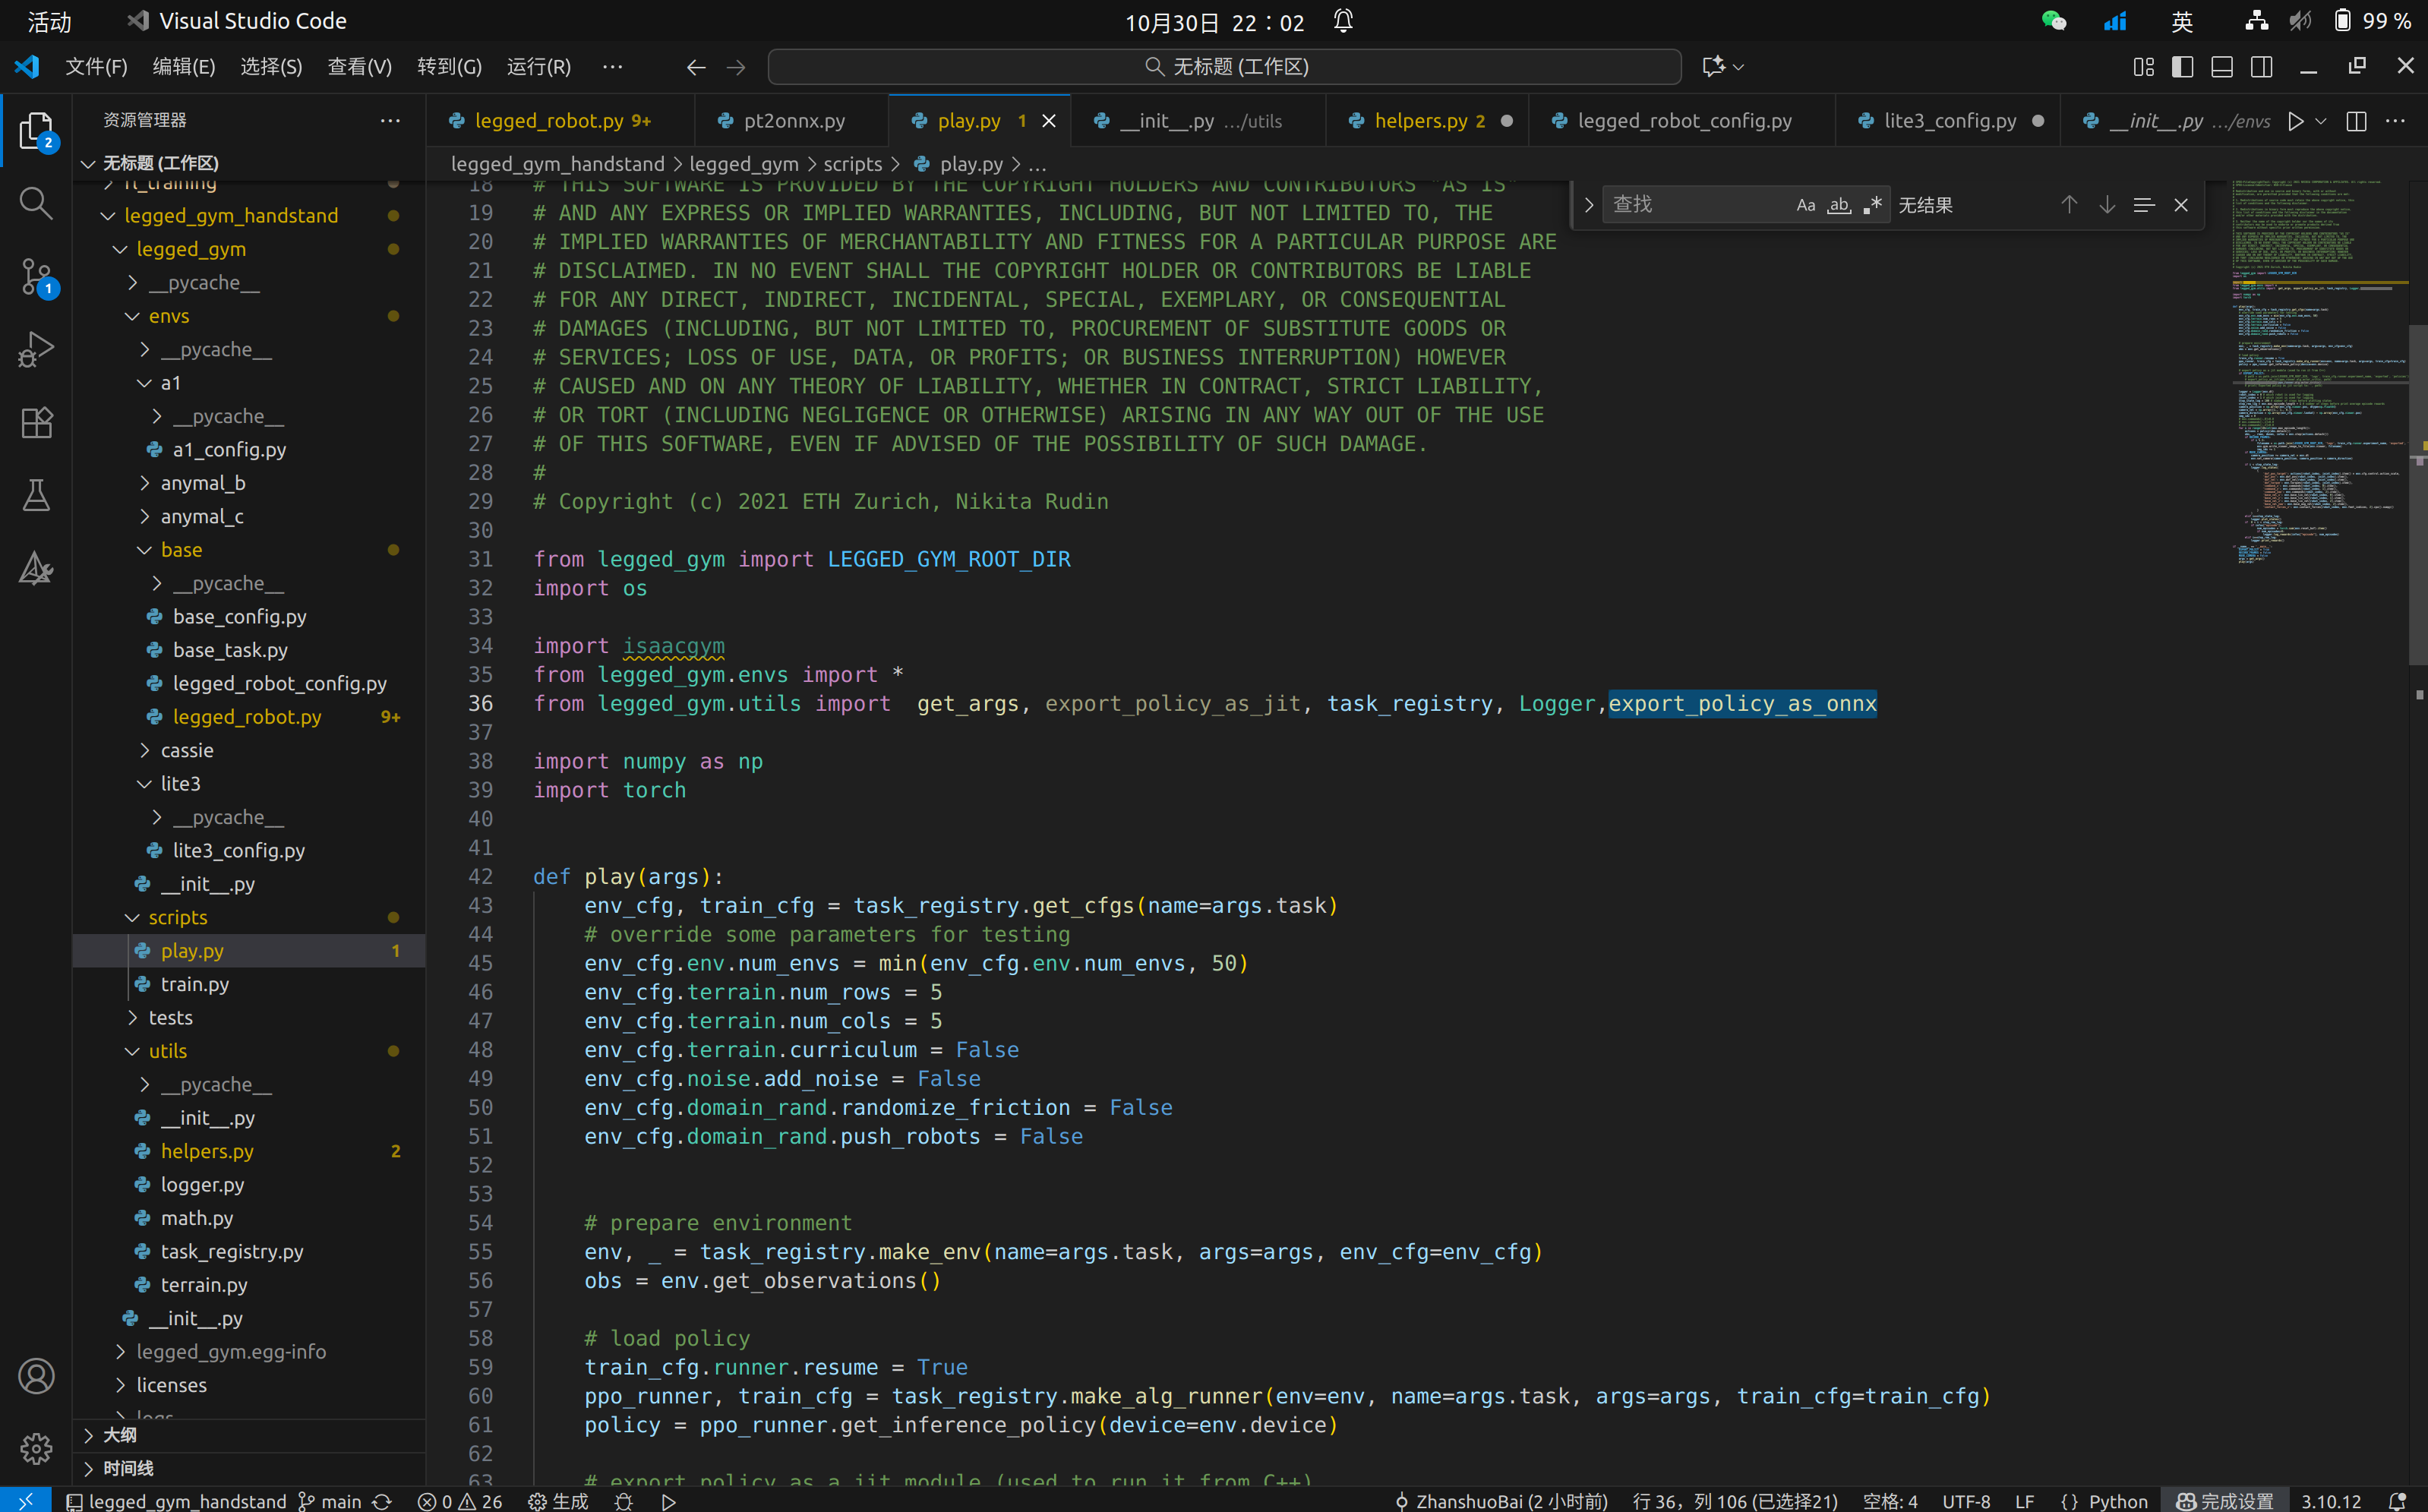 活动 Visual Studio Code 10月30日 22：02 英 99 %
文件(F) 编辑(E) 选择(S) 查看(V) 转到(G) 运行(R) ··· 无标题 (工作区)
资源管理器
legged_robot.py 9+ pt2onnx.py play.py 1 __init__.py .../utils helpers.py 2 legged_robot_config.py lite3_config.py __init__.py .../envs
无标题 (工作区)
legged_gym_handstand > legged_gym > scripts > play.py > ...
查找 Aa ab .* 无结果
2
1
rl_training
legged_gym_handstand
legged_gym
__pycache__
envs
__pycache__
a1
__pycache__
a1_config.py
anymal_b
anymal_c
base
__pycache__
base_config.py
base_task.py
legged_robot_config.py
legged_robot.py 9+
cassie
lite3
__pycache__
lite3_config.py
__init__.py
scripts
play.py 1
train.py
tests
utils
__pycache__
__init__.py
helpers.py 2
logger.py
math.py
task_registry.py
terrain.py
__init__.py
legged_gym.egg-info
licenses
logs
大纲
时间线
18 # THIS SOFTWARE IS PROVIDED BY THE COPYRIGHT HOLDERS AND CONTRIBUTORS "AS IS"
19 # AND ANY EXPRESS OR IMPLIED WARRANTIES, INCLUDING, BUT NOT LIMITED TO, THE
20 # IMPLIED WARRANTIES OF MERCHANTABILITY AND FITNESS FOR A PARTICULAR PURPOSE ARE
21 # DISCLAIMED. IN NO EVENT SHALL THE COPYRIGHT HOLDER OR CONTRIBUTORS BE LIABLE
22 # FOR ANY DIRECT, INDIRECT, INCIDENTAL, SPECIAL, EXEMPLARY, OR CONSEQUENTIAL
23 # DAMAGES (INCLUDING, BUT NOT LIMITED TO, PROCUREMENT OF SUBSTITUTE GOODS OR
24 # SERVICES; LOSS OF USE, DATA, OR PROFITS; OR BUSINESS INTERRUPTION) HOWEVER
25 # CAUSED AND ON ANY THEORY OF LIABILITY, WHETHER IN CONTRACT, STRICT LIABILITY,
26 # OR TORT (INCLUDING NEGLIGENCE OR OTHERWISE) ARISING IN ANY WAY OUT OF THE USE
27 # OF THIS SOFTWARE, EVEN IF ADVISED OF THE POSSIBILITY OF SUCH DAMAGE.
28 #
29 # Copyright (c) 2021 ETH Zurich, Nikita Rudin
30
31 from legged_gym import LEGGED_GYM_ROOT_DIR
32 import os
33
34 import isaacgym
35 from legged_gym.envs import *
36 from legged_gym.utils import  get_args, export_policy_as_jit, task_registry, Logger,export_policy_as_onnx
37
38 import numpy as np
39 import torch
40
41
42 def play(args):
43     env_cfg, train_cfg = task_registry.get_cfgs(name=args.task)
44     # override some parameters for testing
45     env_cfg.env.num_envs = min(env_cfg.env.num_envs, 50)
46     env_cfg.terrain.num_rows = 5
47     env_cfg.terrain.num_cols = 5
48     env_cfg.terrain.curriculum = False
49     env_cfg.noise.add_noise = False
50     env_cfg.domain_rand.randomize_friction = False
51     env_cfg.domain_rand.push_robots = False
52
53
54     # prepare environment
55     env, _ = task_registry.make_env(name=args.task, args=args, env_cfg=env_cfg)
56     obs = env.get_observations()
57
58     # load policy
59     train_cfg.runner.resume = True
60     ppo_runner, train_cfg = task_registry.make_alg_runner(env=env, name=args.task, args=args, train_cfg=train_cfg)
61     policy = ppo_runner.get_inference_policy(device=env.device)
62
63     # export policy as a jit module (used to run it from C++)
legged_gym_handstand main 0 26 生成 ZhanshuoBai (2 小时前) 行 36，列 106 (已选择21) 空格: 4 UTF-8 LF {} Python 完成设置 3.10.12